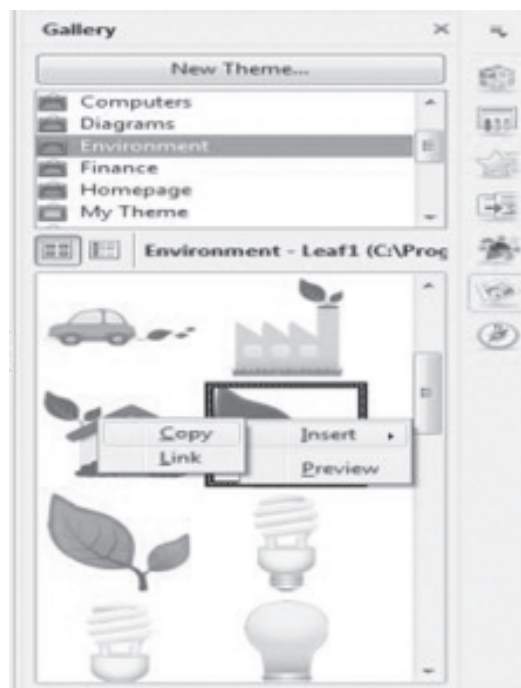 Gallery
New Theme...
Computers
Diagrams
Environment
Finance
Homepage
My Theme
Environment - Leaf1 (C:\Prog
Copy
Link
Insert
Preview